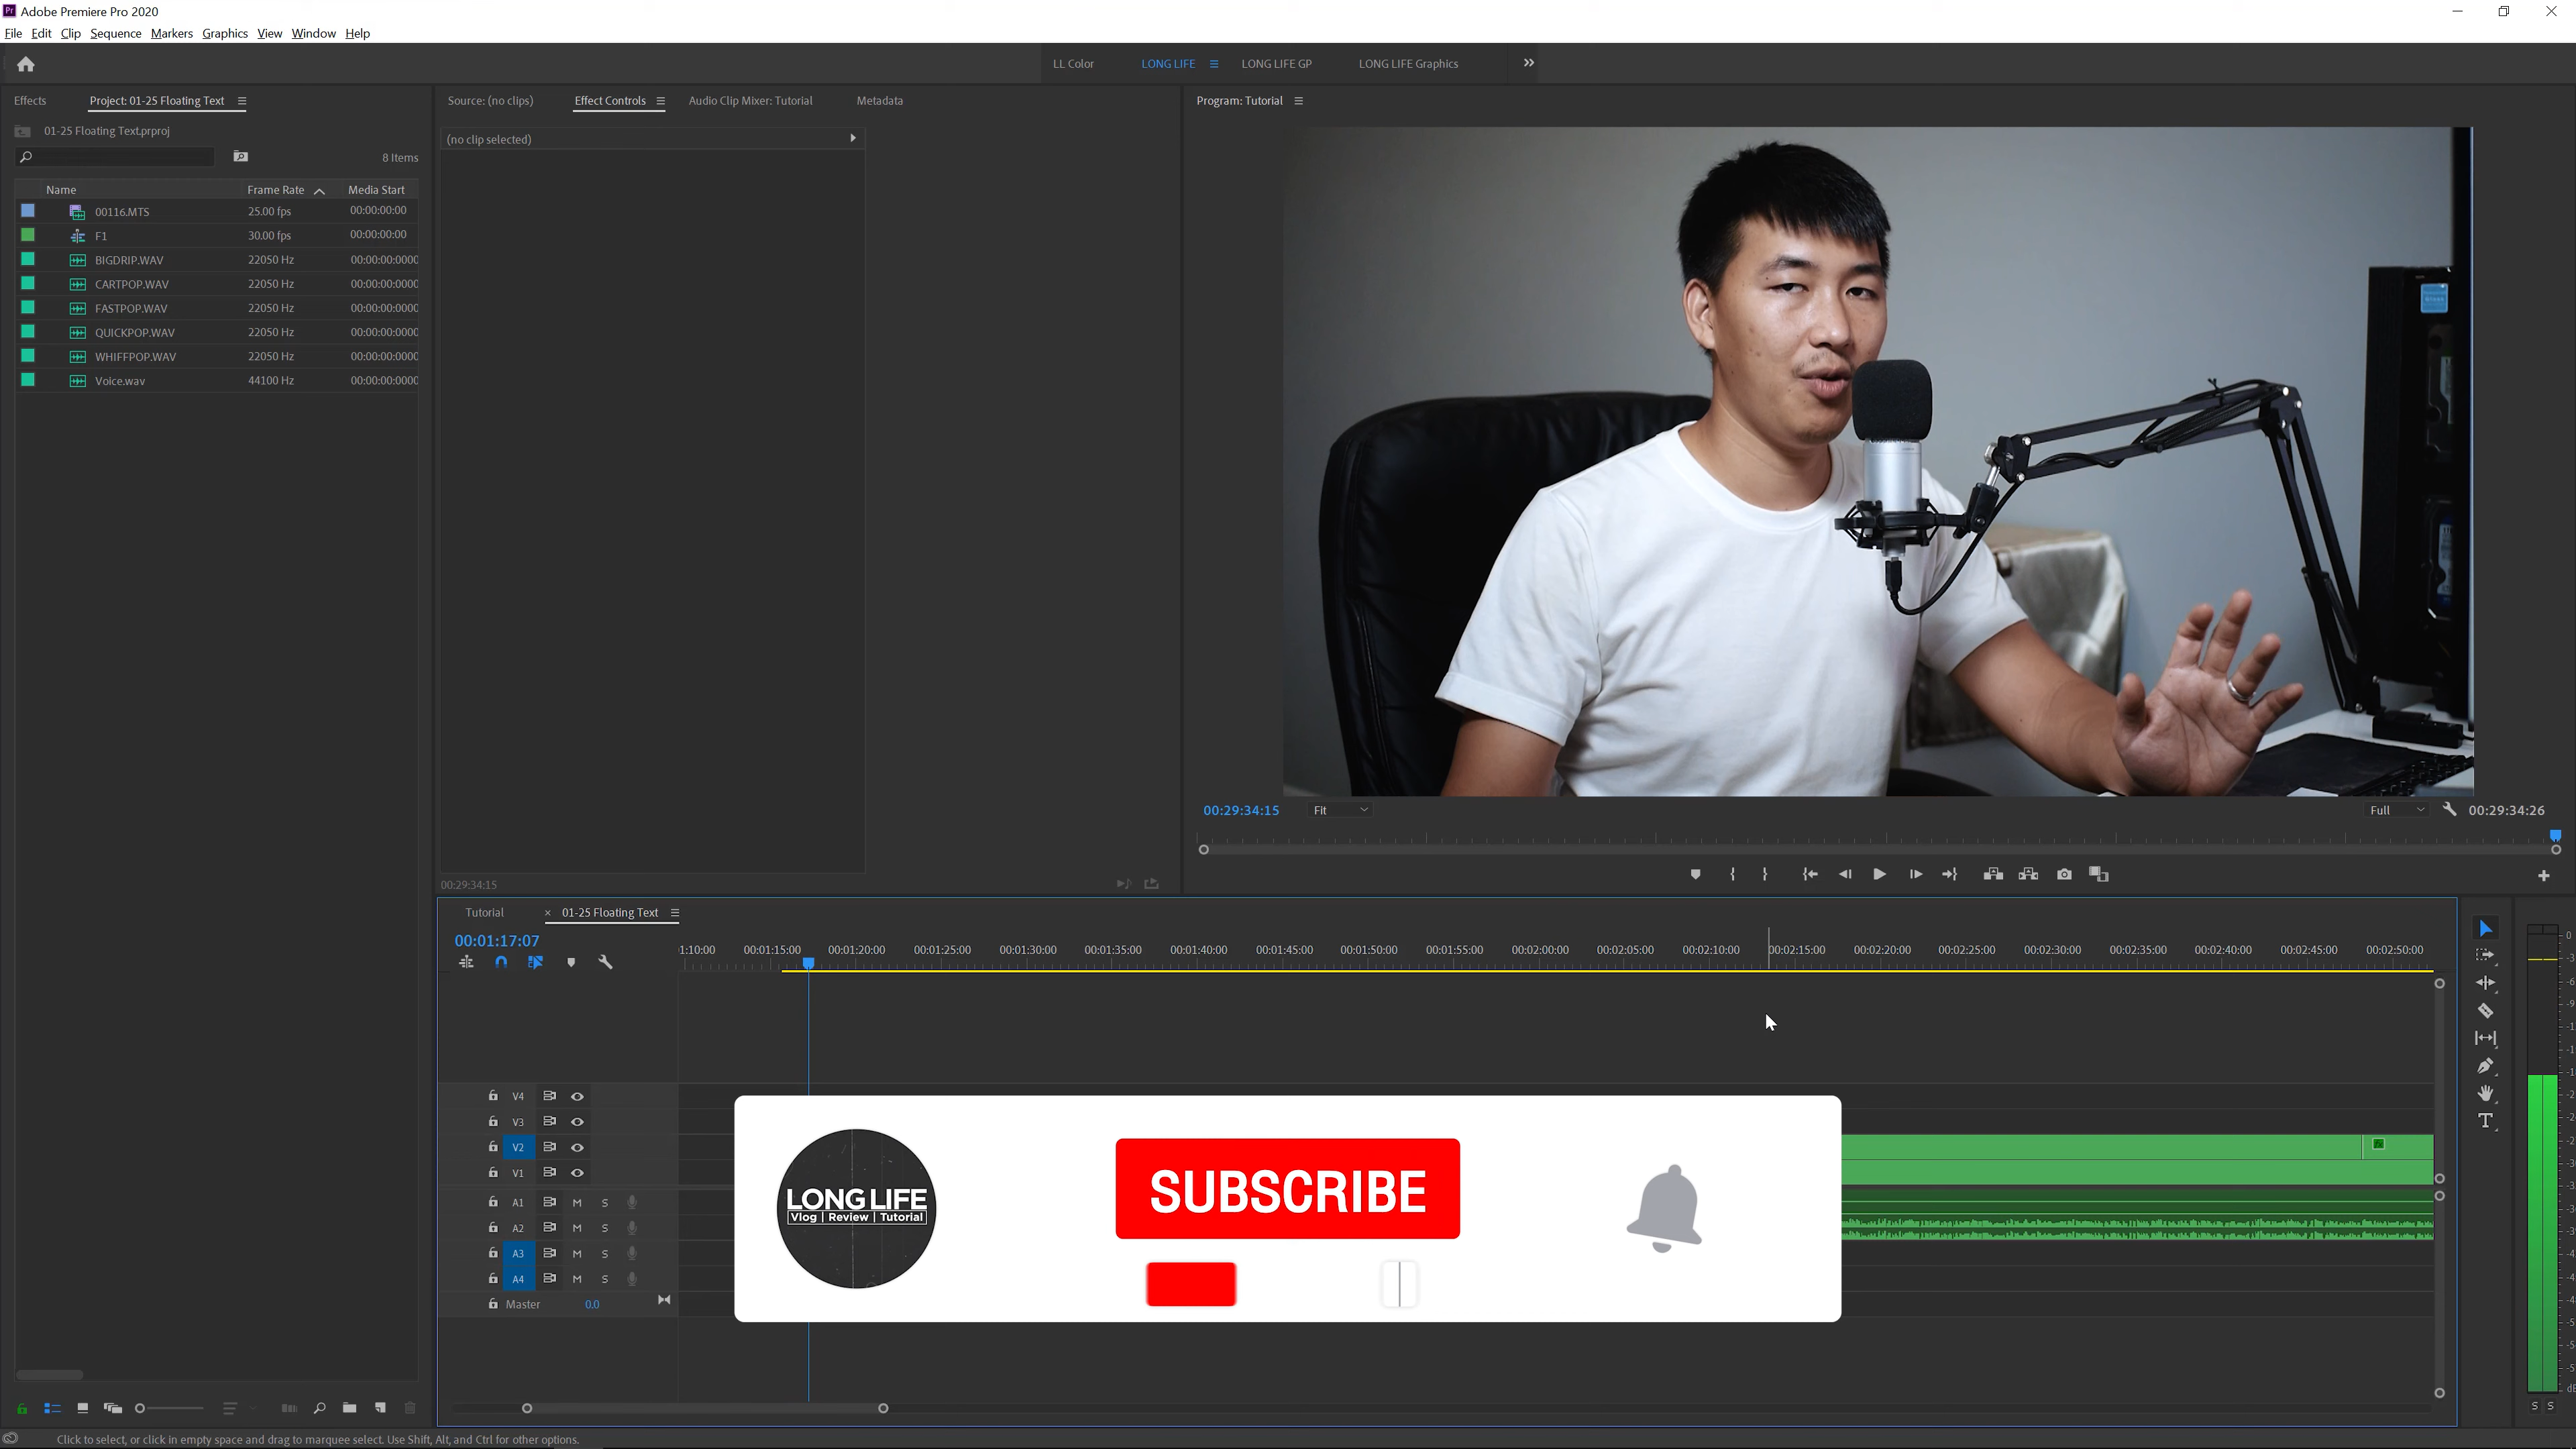 Pr Adobe Premiere Pro 2020
File Edit Clip Sequence Markers Graphics View Window Help
LL Color LONG LIFE LONG LIFE GP LONG LIFE Graphics
Effects Project: 01-25 Floating Text
01-25 Floating Text.prproj
8 Items
Name Frame Rate Media Start
00116.MTS 25.00 fps 00:00:00:00
F1 30.00 fps 00:00:00:00
BIGDRIP.WAV 22050 Hz 00:00:00:0000
CARTPOP.WAV 22050 Hz 00:00:00:0000
FASTPOP.WAV 22050 Hz 00:00:00:0000
QUICKPOP.WAV 22050 Hz 00:00:00:0000
WHIFFPOP.WAV 22050 Hz 00:00:00:0000
Voice.wav 44100 Hz 00:00:00:0000
Source: (no clips) Effect Controls Audio Clip Mixer: Tutorial Metadata
(no clip selected)
00:29:34:15
Program: Tutorial
00:29:34:15 Fit Full 00:29:34:26
Tutorial × 01-25 Floating Text
00:01:17:07
1:10:00 00:01:15:00 00:01:20:00 00:01:25:00 00:01:30:00 00:01:35:00 00:01:40:00 00:01:45:00 00:01:50:00 00:01:55:00 00:02:00:00 00:02:05:00 00:02:10:00 00:02:15:00 00:02:20:00 00:02:25:00 00:02:30:00 00:02:35:00 00:02:40:00 00:02:45:00 00:02:50:00
V4
V3
V2
V1
A1 M S
A2 M S
A3 M S
A4 M S
Master 0.0
LONG LIFE
Vlog | Review | Tutorial
SUBSCRIBE
0
-3
-6
-9
S S
Click to select, or click in empty space and drag to marquee select. Use Shift, Alt, and Ctrl for other options.